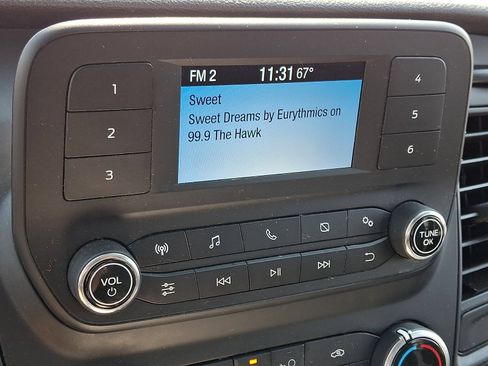 FM 2 11:31 67°
Sweet
Sweet Dreams by Eurythmics on
99.9 The Hawk
1
2
3
4
5
6
VOL
TUNE
OK